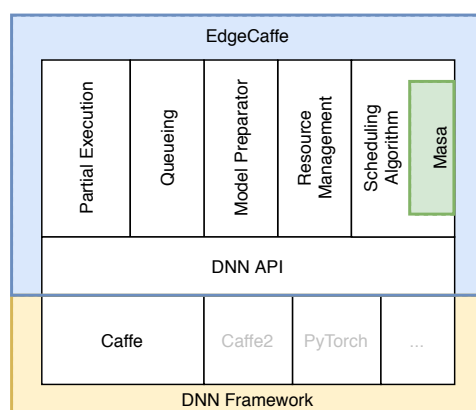 EdgeCaffe
Partial Execution
Queueing
Model Preparator
Resource
Management
Scheduling
Algorithm
Masa
DNN API
Caffe
Caffe2
PyTorch
...
DNN Framework